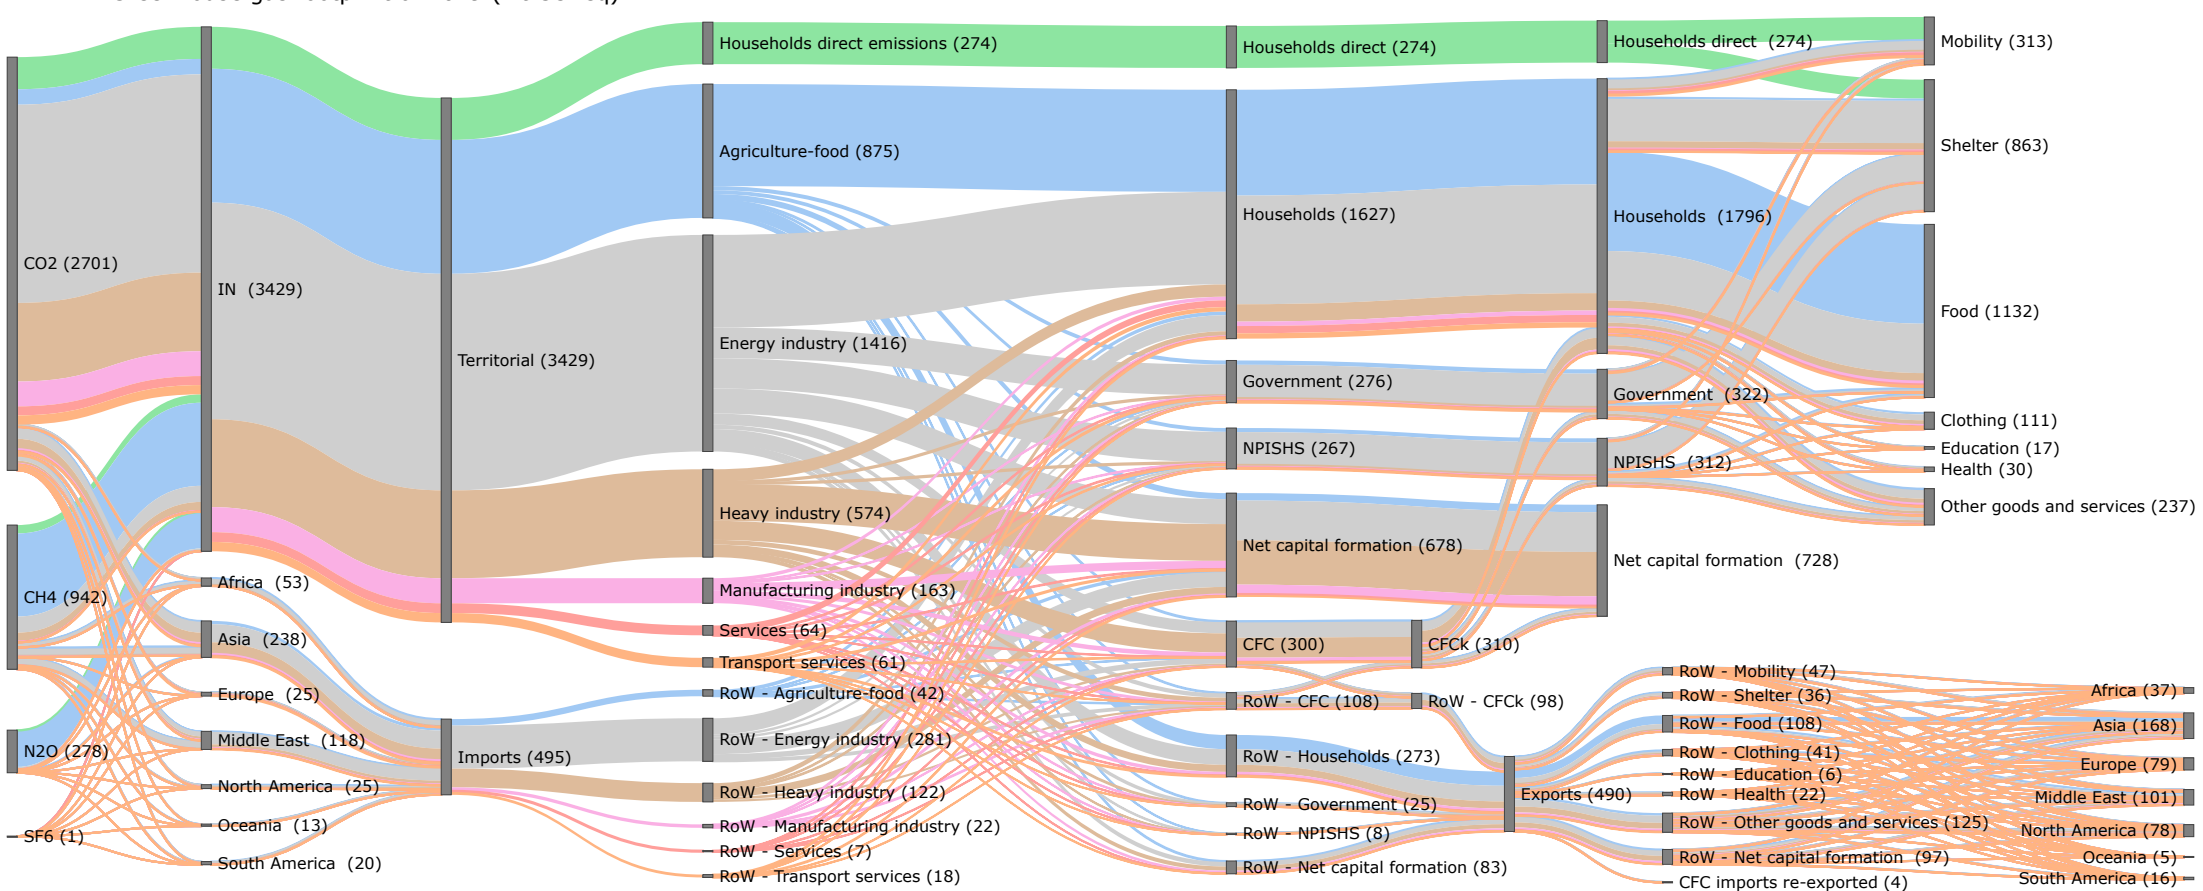 CO2 (2701)
CH4 (942)
N2O (278)
SF6 (1)
IN (3429)
Africa (53)
Asia (238)
Europe (25)
Middle East (118)
North America (25)
Oceania (13)
South America (20)
Territorial (3429)
Imports (495)
Households direct emissions (274)
Agriculture-food (875)
Energy industry (1416)
Heavy industry (574)
Manufacturing industry (163)
Services (64)
Transport services (61)
RoW - Agriculture-food (42)
RoW - Energy industry (281)
RoW - Heavy industry (122)
RoW - Manufacturing industry (22)
RoW - Services (7)
RoW - Transport services (18)
Households direct (274)
Households (1627)
Government (276)
NPISHS (267)
Net capital formation (678)
CFC (300)
RoW - CFC (108)
RoW - Households (273)
RoW - Government (25)
RoW - NPISHS (8)
RoW - Net capital formation (83)
CFCk (310)
RoW - CFCk (98)
Exports (490)
Households direct (274)
Households (1796)
Government (322)
NPISHS (312)
Net capital formation (728)
RoW - Mobility (47)
RoW - Shelter (36)
RoW - Food (108)
RoW - Clothing (41)
RoW - Education (6)
RoW - Health (22)
RoW - Other goods and services (125)
RoW - Net capital formation (97)
CFC imports re-exported (4)
Mobility (313)
Shelter (863)
Food (1132)
Clothing (111)
Education (17)
Health (30)
Other goods and services (237)
Africa (37)
Asia (168)
Europe (79)
Middle East (101)
North America (78)
Oceania (5)
South America (16)